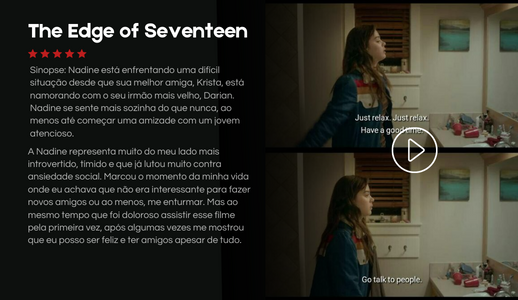 The Edge of Seventeen
Sinopse: Nadine está enfrentando uma difícil
situação desde que sua melhor amiga, Krista, está
namorando com o seu irmão mais velho, Darian.
Nadine se sente mais sozinha do que nunca, ao
menos até começar uma amizade com um jovem
atencioso.
A Nadine representa muito do meu lado mais
introvertido, tímido e que já lutou muito contra
ansiedade social. Marcou o momento da minha vida
onde eu achava que não era interessante para fazer
novos amigos ou ao menos, me enturmar. Mas ao
mesmo tempo que foi doloroso assistir esse filme
pela primeira vez, após algumas vezes me mostrou
que eu posso ser feliz e ter amigos apesar de tudo.
Just relax. Just relax.
Have a good time.
Go talk to people.